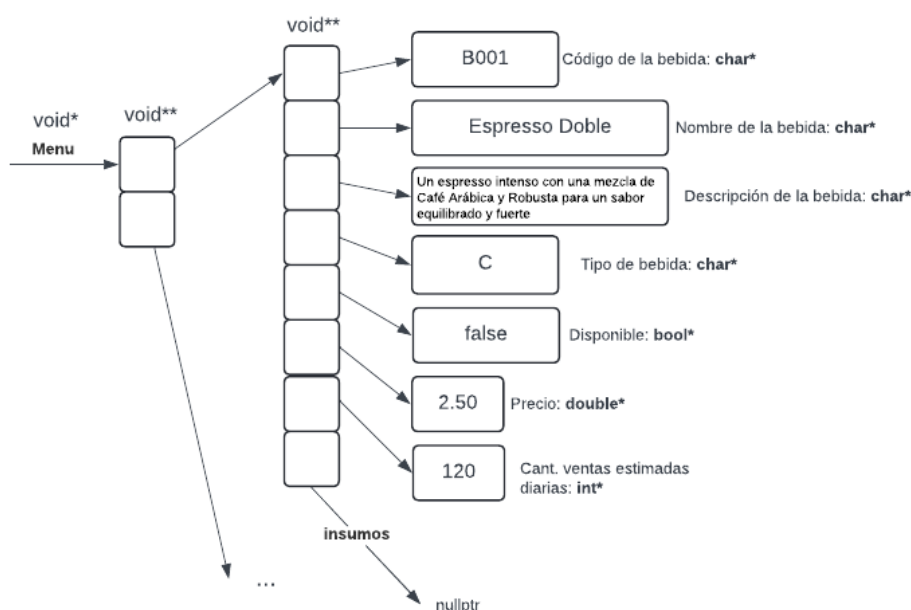 void**
B001
Código de la bebida: char*
void*
void**
Menu
Espresso Doble
Nombre de la bebida: char*
Un espresso intenso con una mezcla de
Café Arábica y Robusta para un sabor
equilibrado y fuerte
Descripción de la bebida: char*
C
Tipo de bebida: char*
false
Disponible: bool*
2.50
Precio: double*
120
Cant. ventas estimadas
diarias: int*
insumos
...
nullptr